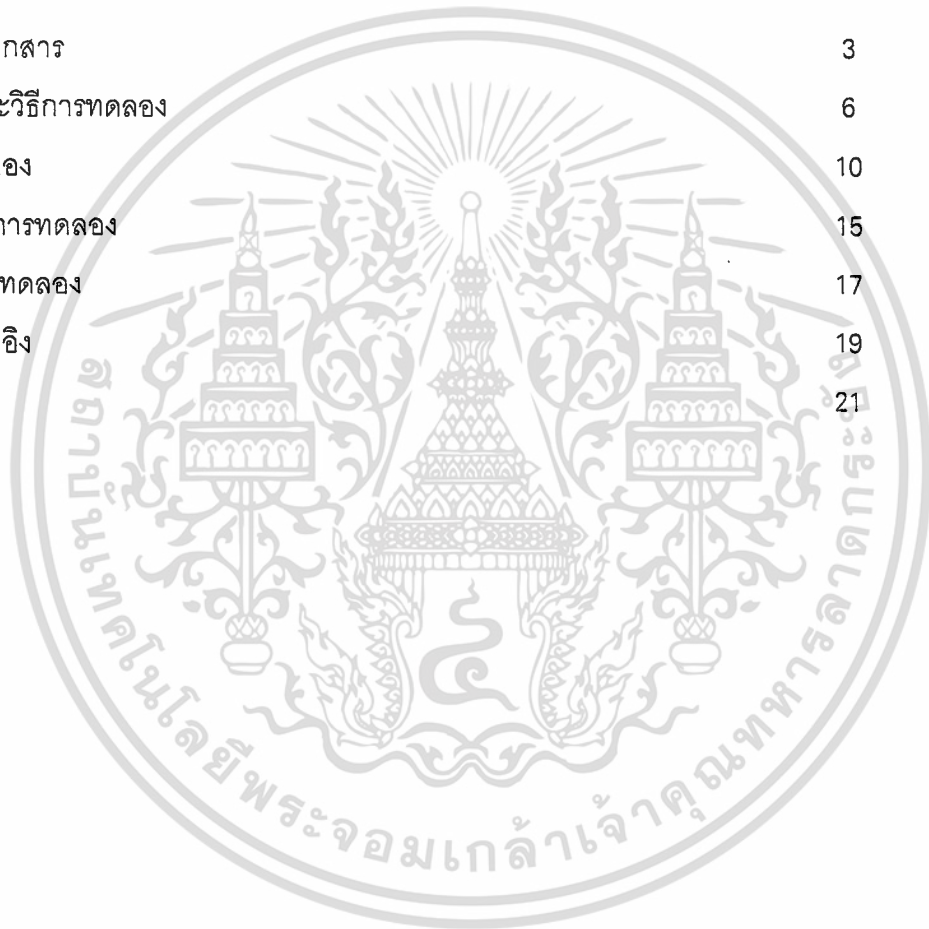 กสาร 3
ะวิธีการทดลอง 6
อง 10
การทดลอง 15
ทดลอง 17
อิง 19
21
สถาบันเทคโนโลยีพระจอมเกล้าเจ้าคุณทหารลาดกระบัง
๔